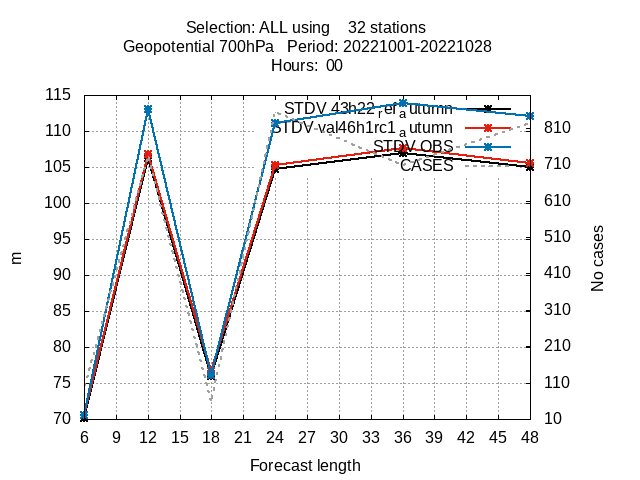 Selection: ALL using    32 stations
Geopotential 700hPa   Period: 20221001-20221028
Hours:  00
STDV 43h22_ref_autumn
STDV val46h1rc1_autumn
STDV OBS
CASES
115
110
105
100
95
90
85
80
75
70
m
810
710
610
510
410
310
210
110
10
No cases
6 9 12 15 18 21 24 27 30 33 36 39 42 45 48
Forecast length